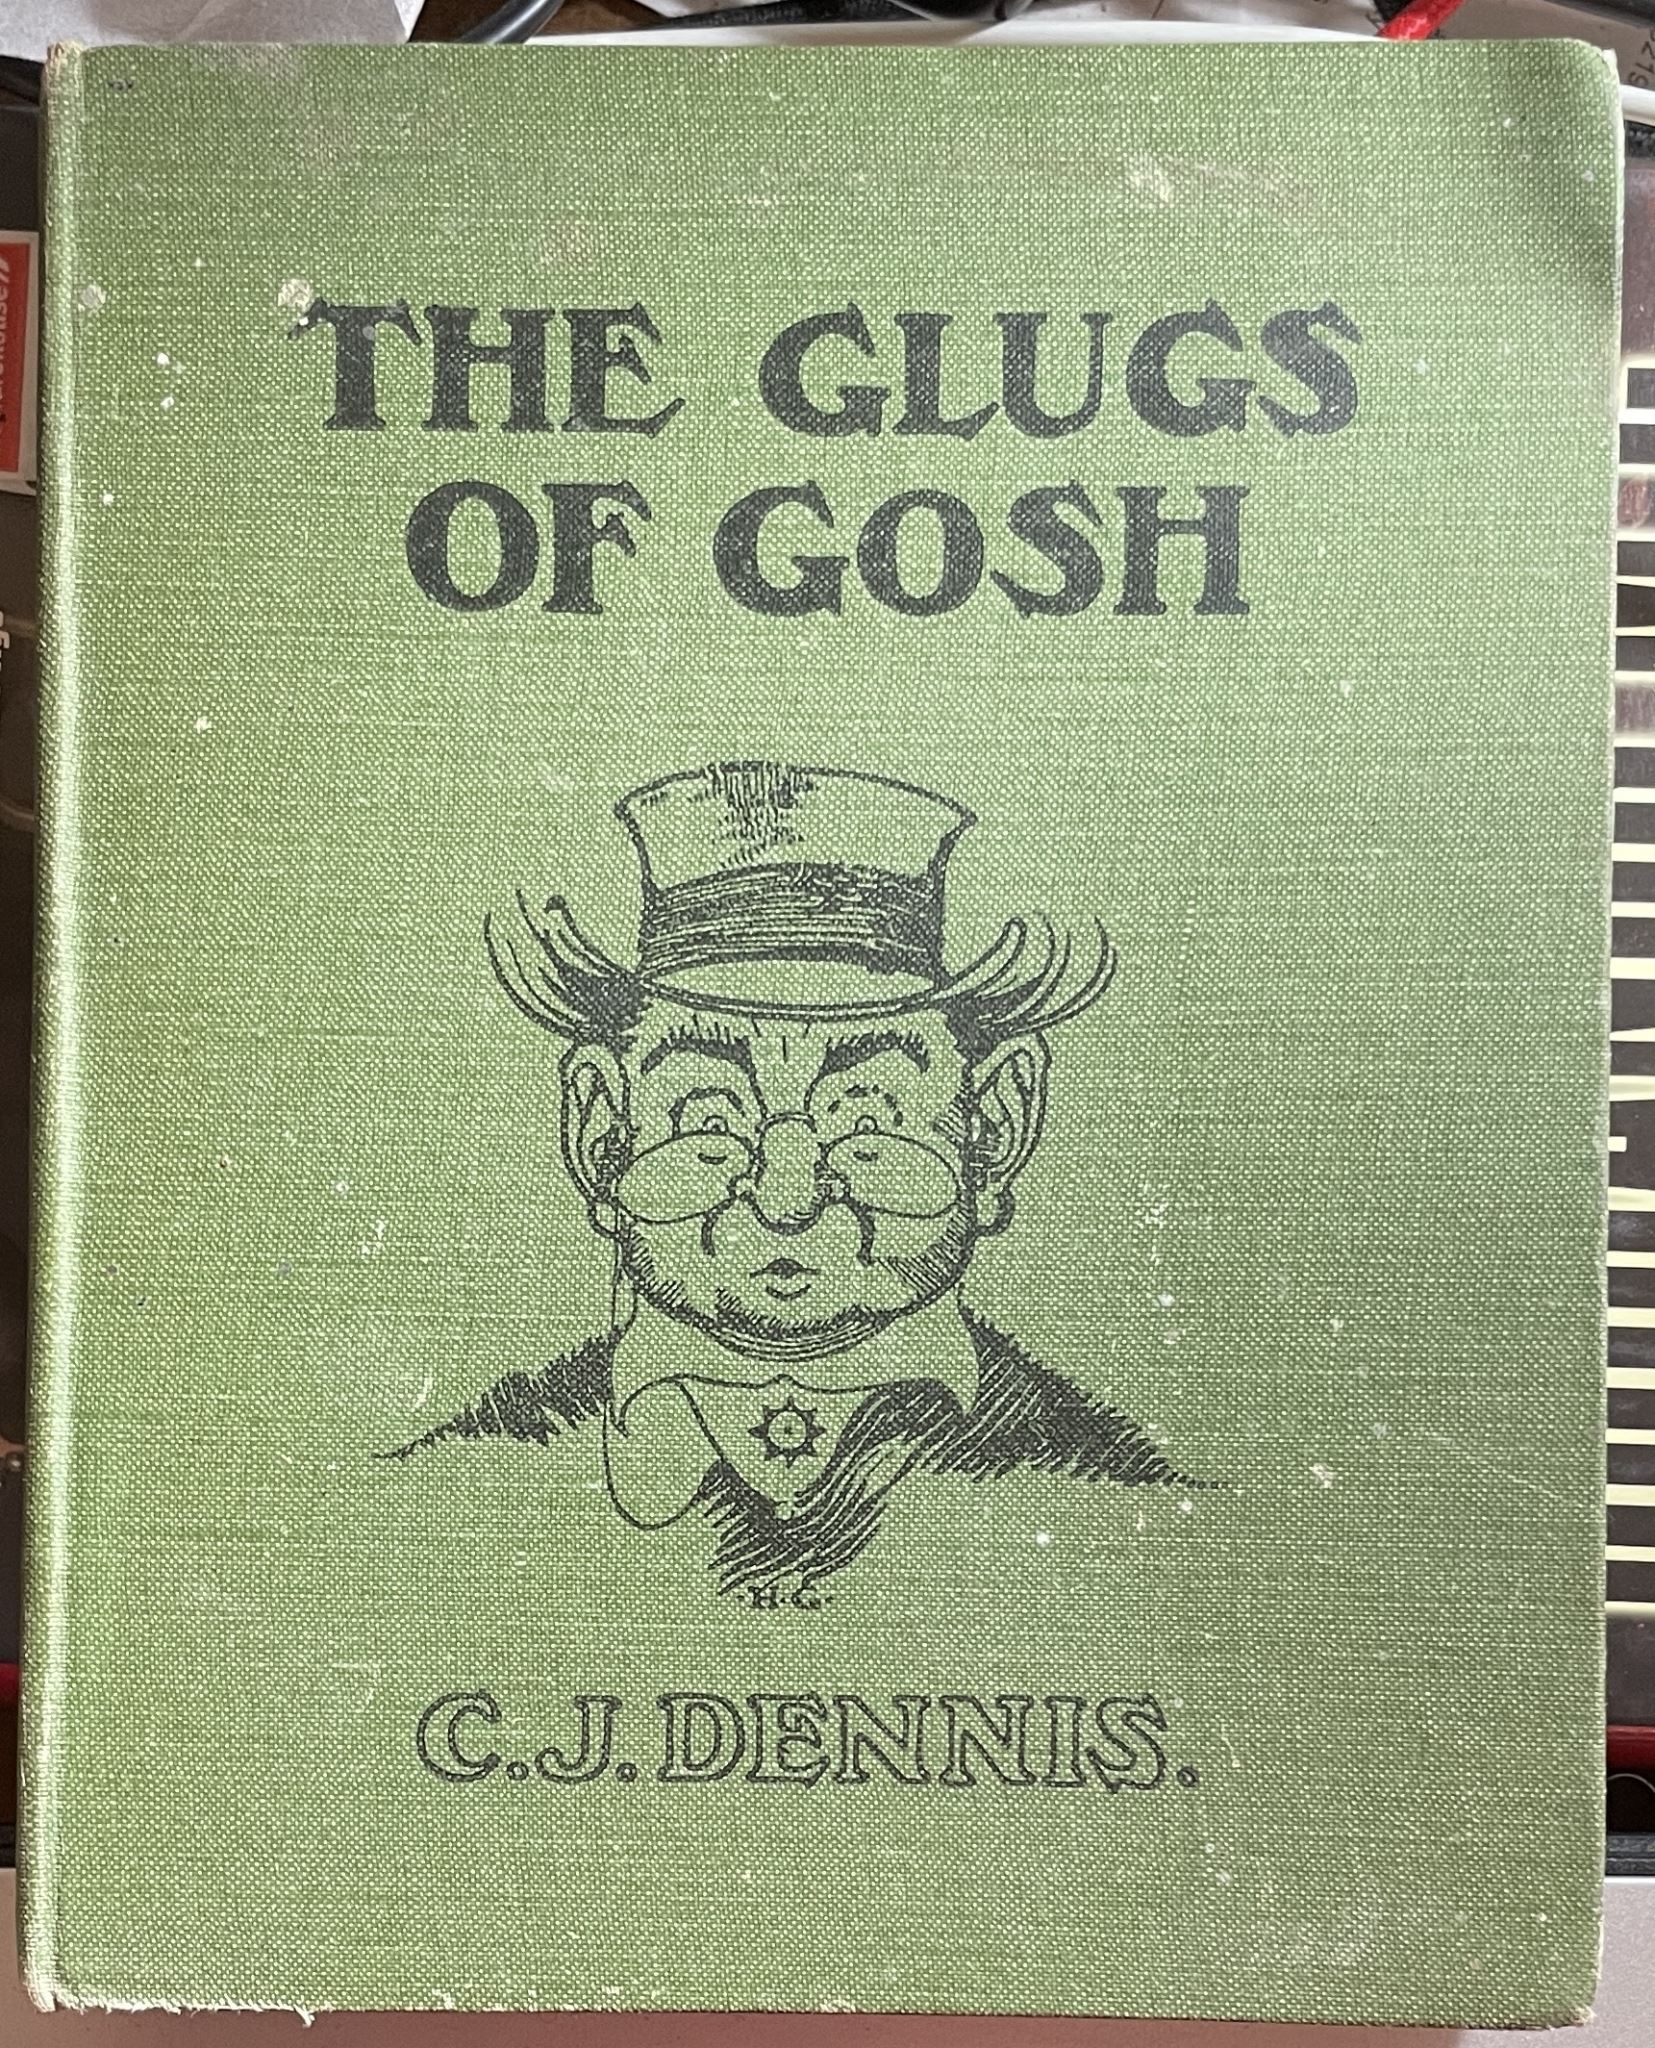 THE GLUGS
OF GOSH
·H·C·
C.J. DENNIS.